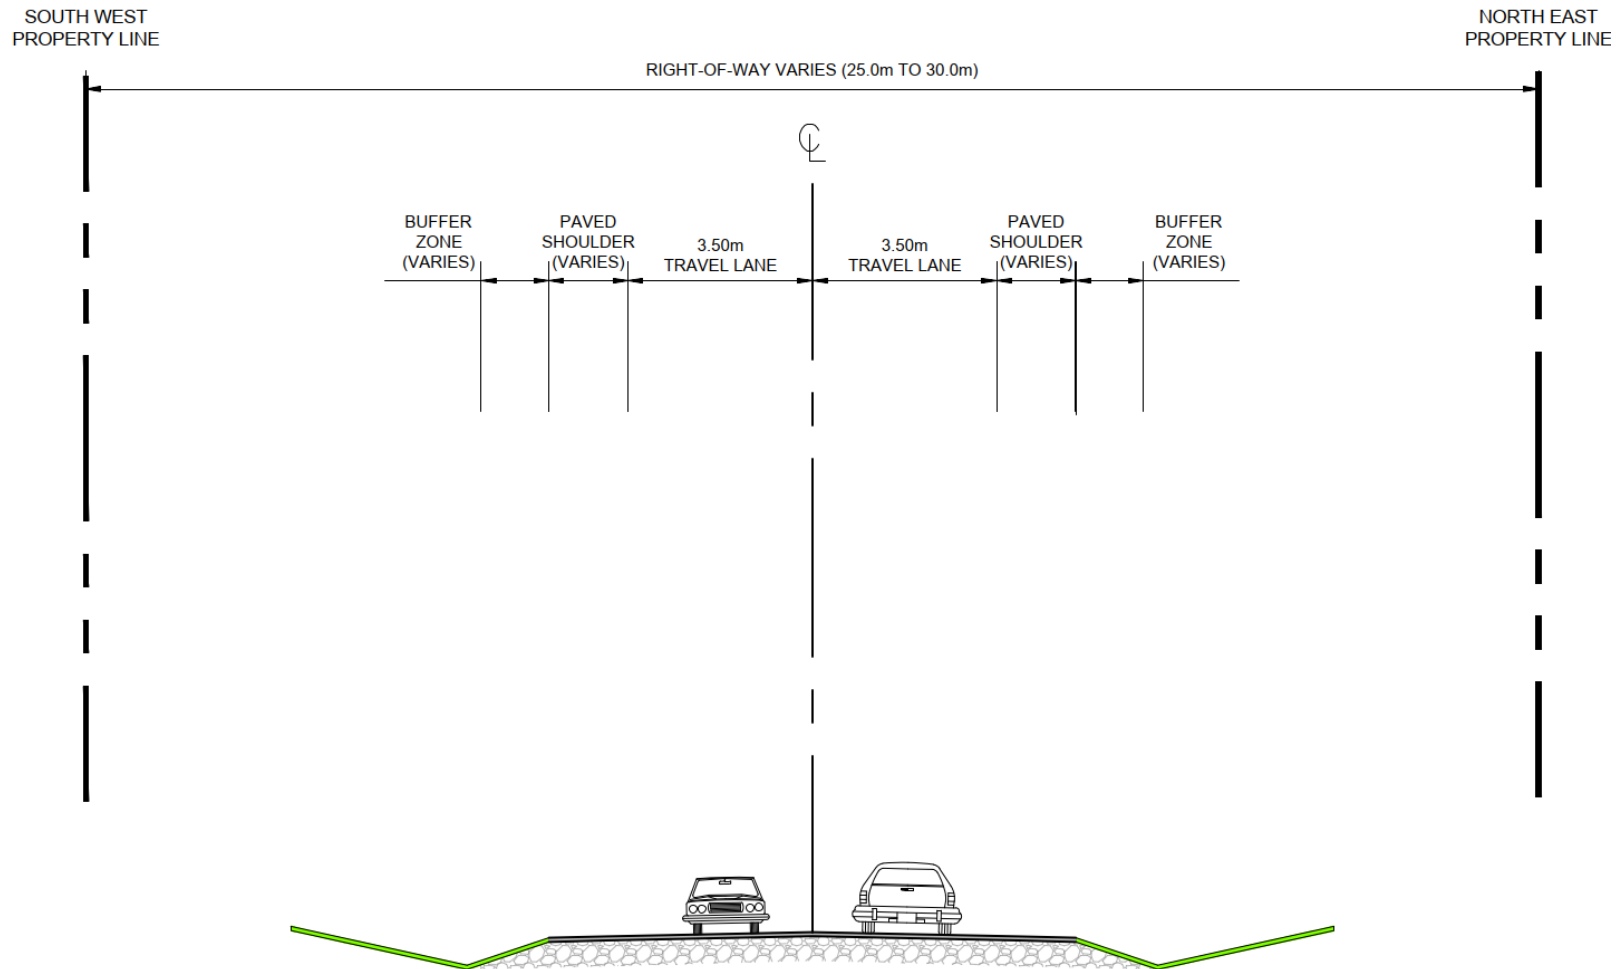 SOUTH WEST
PROPERTY LINE
NORTH EAST
PROPERTY LINE
RIGHT-OF-WAY VARIES (25.0m TO 30.0m)
CL
BUFFER
ZONE
(VARIES)
PAVED
SHOULDER
(VARIES)
3.50m
TRAVEL LANE
3.50m
TRAVEL LANE
PAVED
SHOULDER
(VARIES)
BUFFER
ZONE
(VARIES)